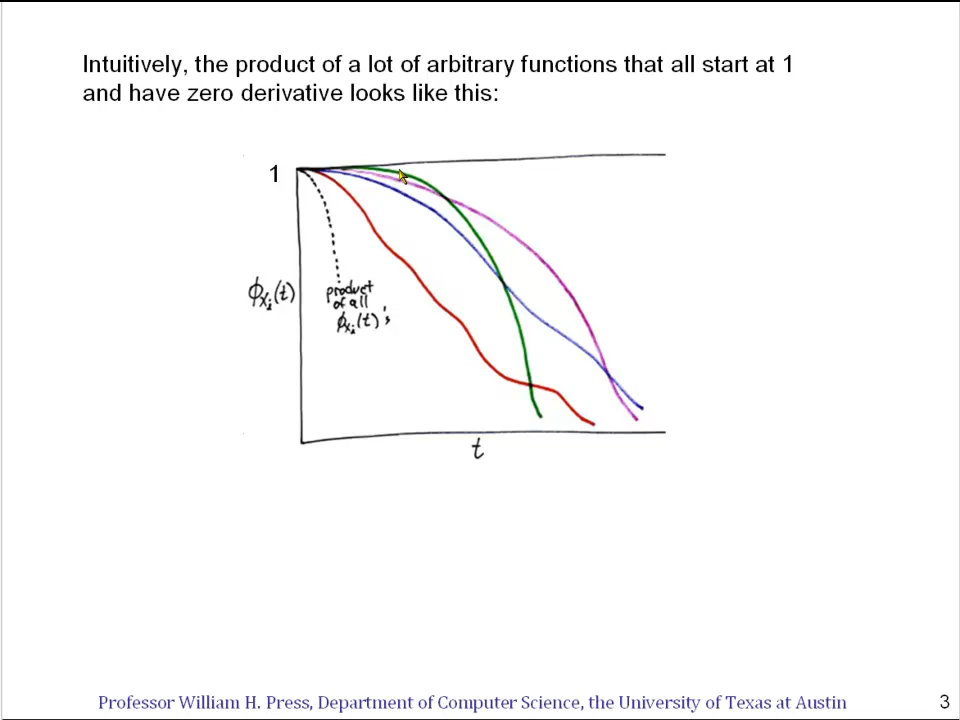 Intuitively, the product of a lot of arbitrary functions that all start at 1
and have zero derivative looks like this:
1
ϕxᵢ(t)
product
of all
ϕxᵢ(t)'s
t
Professor William H. Press, Department of Computer Science, the University of Texas at Austin
3